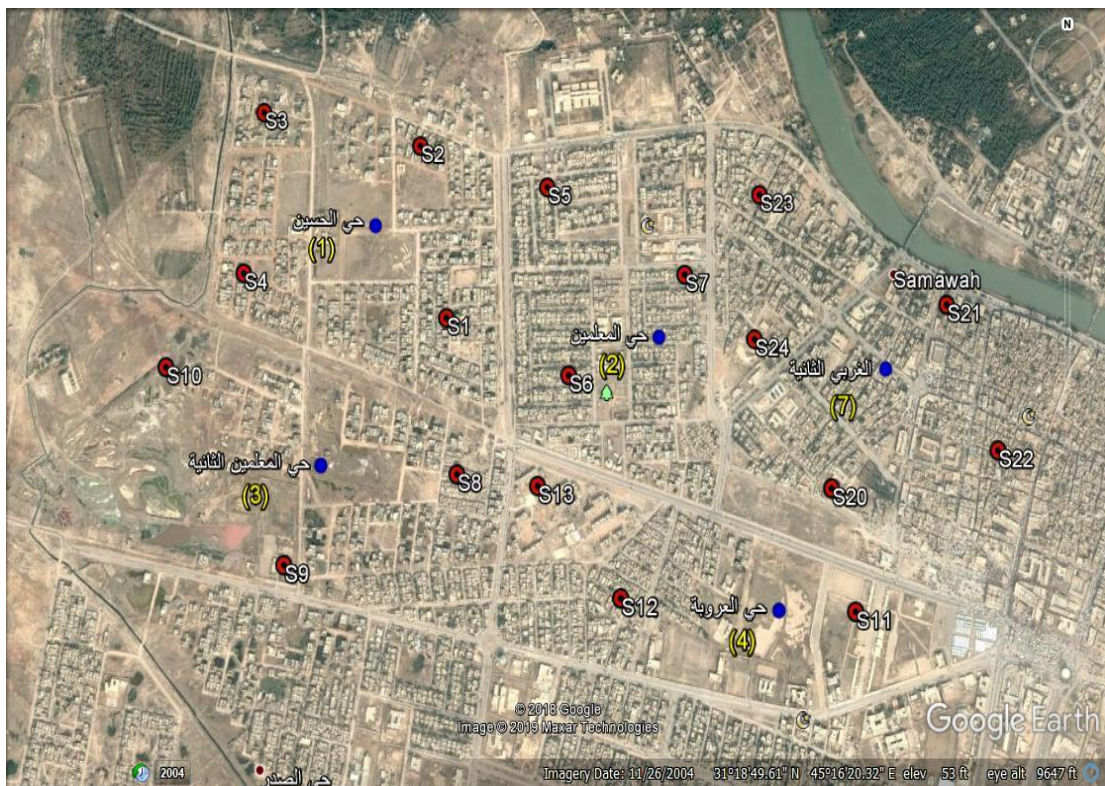 N
S3
S2
S5
S23
حي الحسين
(1)
S4
S7
Samawah
S21
S1
حي المعلمين
(2)
S24
الغربي الثانية
(7)
S10
S6
S22
حي المعلمين الثانية
(3)
S8
S13
S20
S9
S12
حي العروبة
(4)
S11
© 2018 Google
Image © 2019 Maxar Technologies
Google Earth
2004
حي الصدر
Imagery Date: 11/26/2004 31°18'49.61" N 45°16'20.32" E elev 53 ft eye alt 9647 ft